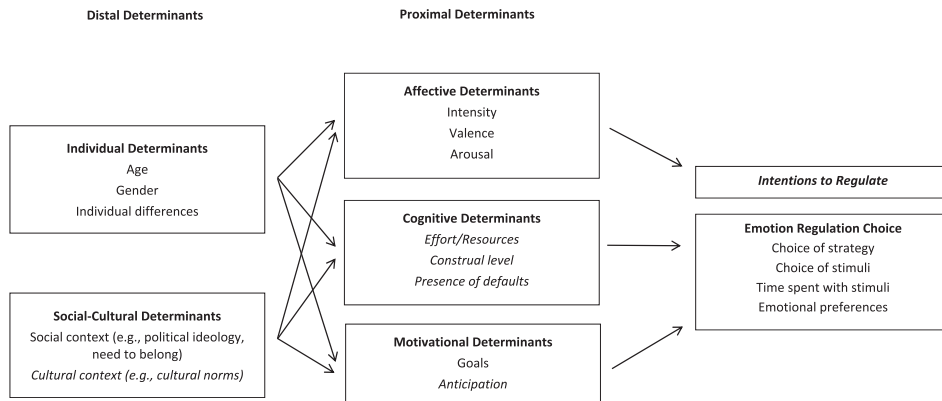 Distal Determinants
Proximal Determinants
Individual Determinants
Age
Gender
Individual differences
Social-Cultural Determinants
Social context (e.g., political ideology,
need to belong)
Cultural context (e.g., cultural norms)
Affective Determinants
Intensity
Valence
Arousal
Cognitive Determinants
Effort/Resources
Construal level
Presence of defaults
Motivational Determinants
Goals
Anticipation
Intentions to Regulate
Emotion Regulation Choice
Choice of strategy
Choice of stimuli
Time spent with stimuli
Emotional preferences